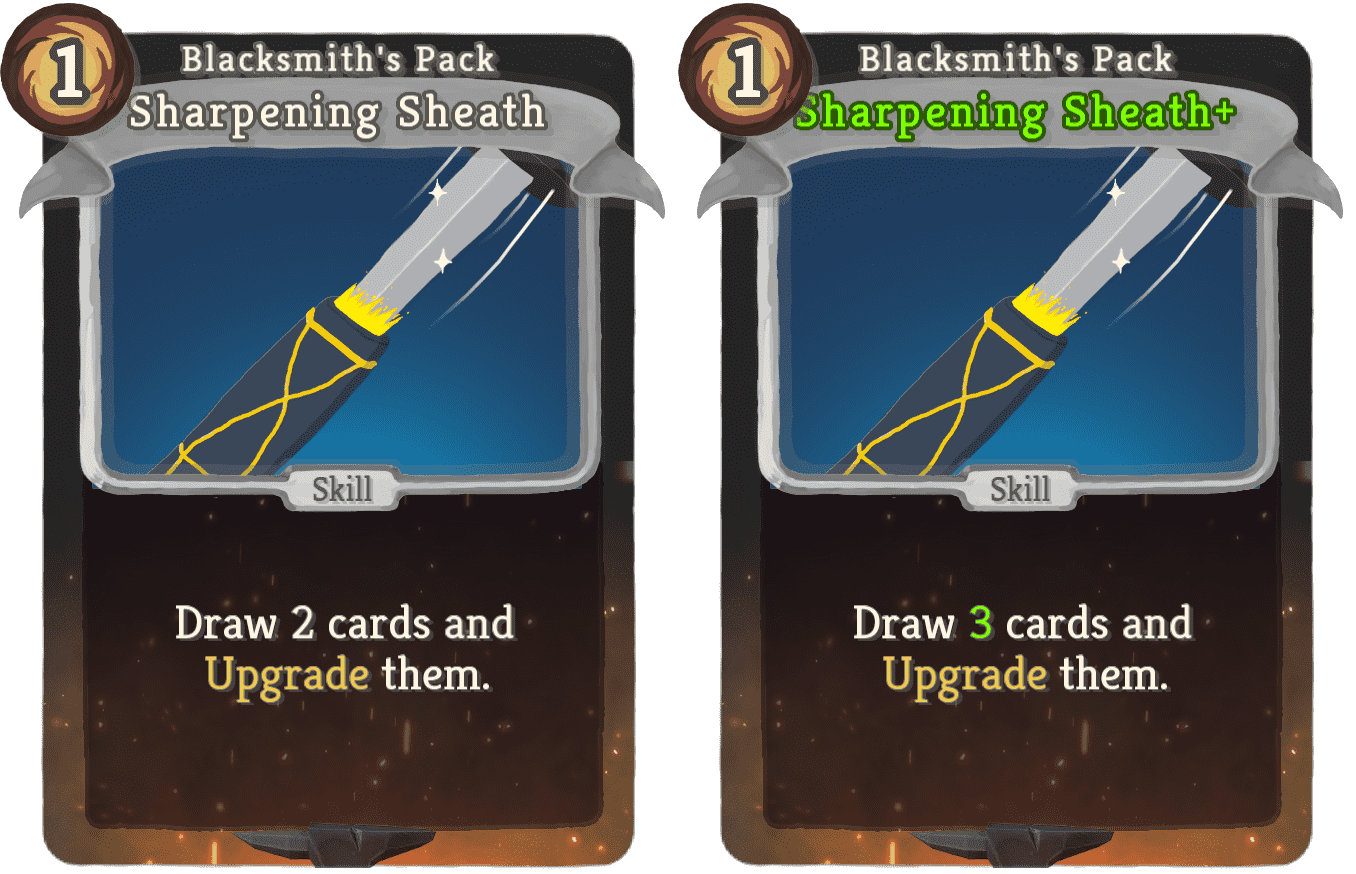 1
Blacksmith's Pack
Sharpening Sheath
Skill
Draw 2 cards and
Upgrade them.
1
Blacksmith's Pack
Sharpening Sheath+
Skill
Draw 3 cards and
Upgrade them.